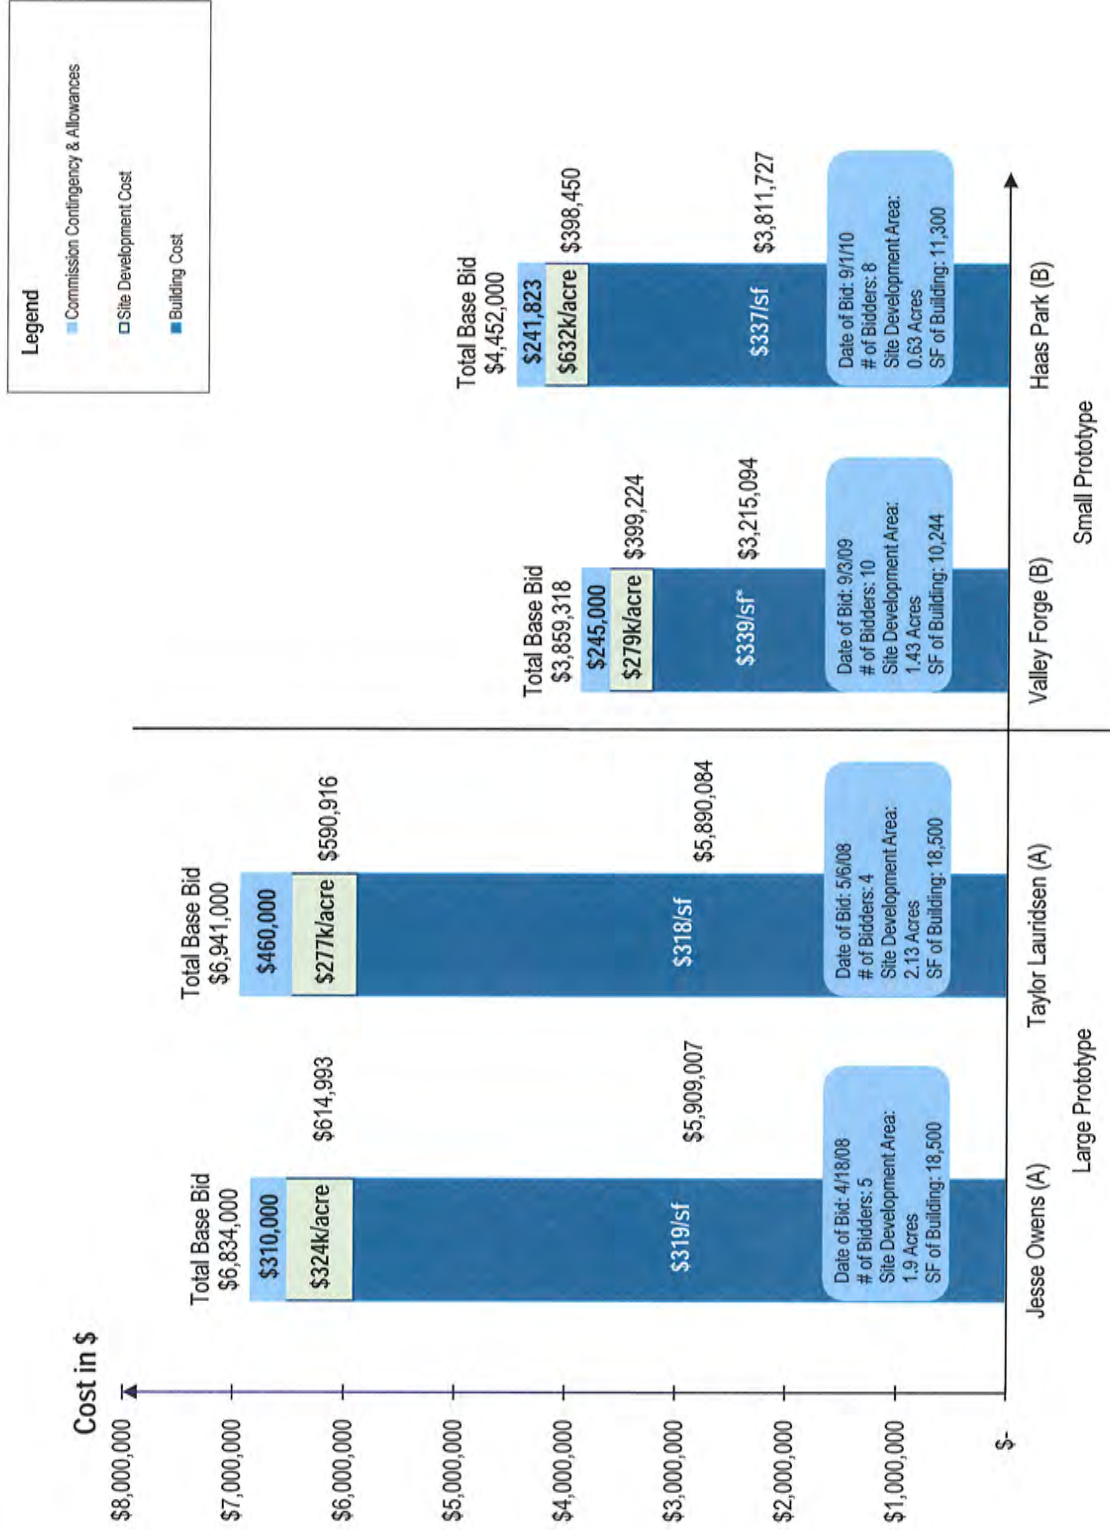 Legend
Commission Contingency & Allowances
Site Development Cost
Building Cost
Cost in $
$8,000,000
$7,000,000
$6,000,000
$5,000,000
$4,000,000
$3,000,000
$2,000,000
$1,000,000
$-
Total Base Bid
$6,834,000
$310,000
$324k/acre
$614,993
$319/sf
$5,909,007
Date of Bid: 4/18/08
# of Bidders: 5
Site Development Area:
1.9 Acres
SF of Building: 18,500
Jesse Owens (A)
Total Base Bid
$6,941,000
$460,000
$277k/acre
$590,916
$318/sf
$5,890,084
Date of Bid: 5/6/08
# of Bidders: 4
Site Development Area:
2.13 Acres
SF of Building: 18,500
Taylor Lauridsen (A)
Large Prototype
Total Base Bid
$3,859,318
$245,000
$279k/acre
$399,224
$339/sf*
$3,215,094
Date of Bid: 9/3/09
# of Bidders: 10
Site Development Area:
1.43 Acres
SF of Building: 10,244
Valley Forge (B)
Total Base Bid
$4,452,000
$241,823
$632k/acre
$398,450
$337/sf
$3,811,727
Date of Bid: 9/1/10
# of Bidders: 8
Site Development Area:
0.63 Acres
SF of Building: 11,300
Haas Park (B)
Small Prototype